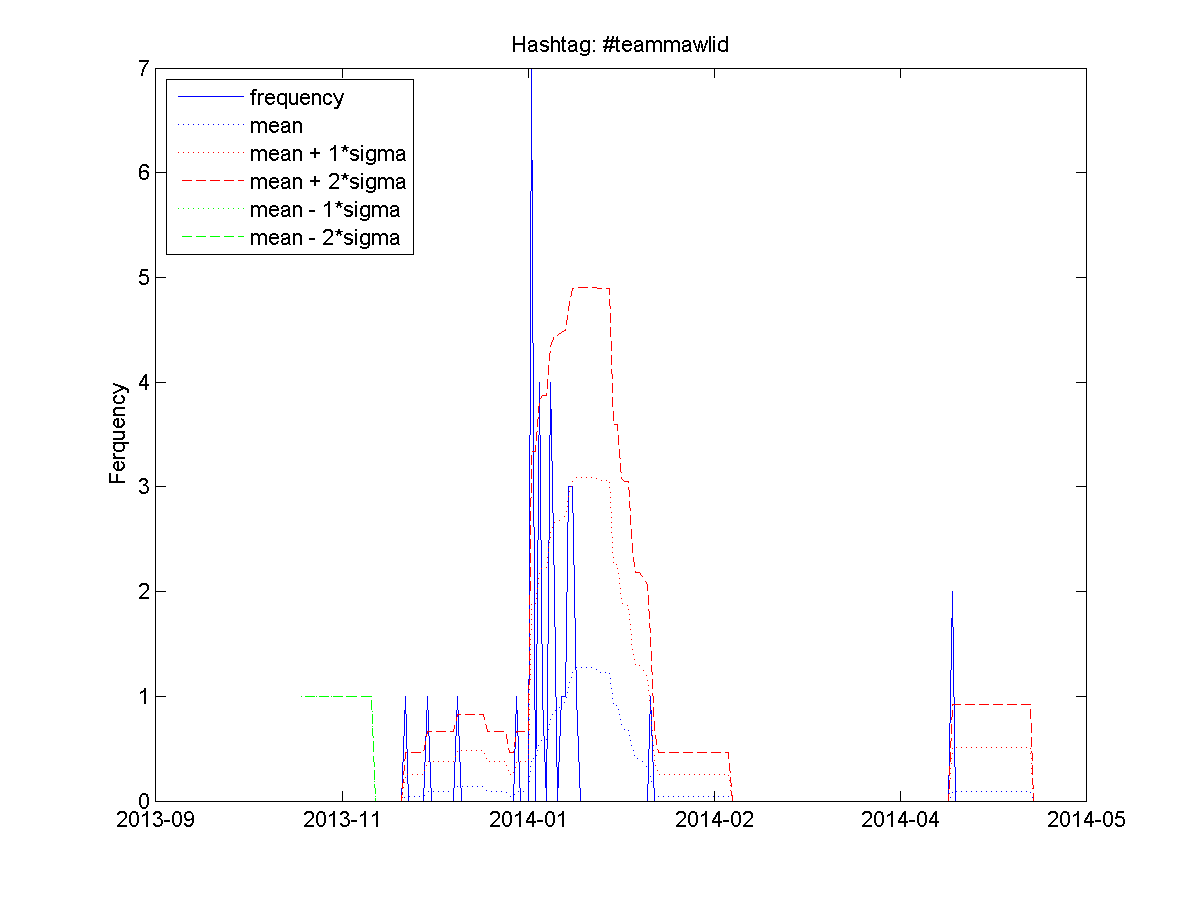 Hashtag: #teammawlid
7
frequency
mean
mean + 1*sigma
mean + 2*sigma
mean - 1*sigma
mean - 2*sigma
6
5
4
Ferquency
3
2
1
0
2013-09 2013-11 2014-01 2014-02 2014-04 2014-05